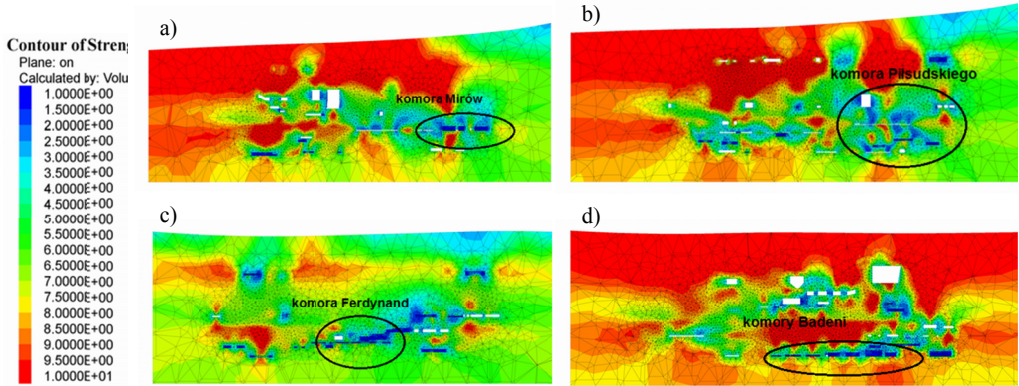 Contour of Streng
Plane: on
Calculated by: Volu
1.0000E+00
1.5000E+00
2.0000E+00
2.5000E+00
3.0000E+00
3.5000E+00
4.0000E+00
4.5000E+00
5.0000E+00
5.5000E+00
6.0000E+00
6.5000E+00
7.0000E+00
7.5000E+00
8.0000E+00
8.5000E+00
9.0000E+00
9.5000E+00
1.0000E+01
a)
komora Mirów
b)
komora Piłsudskiego
c)
komora Ferdynand
d)
komory Badeni